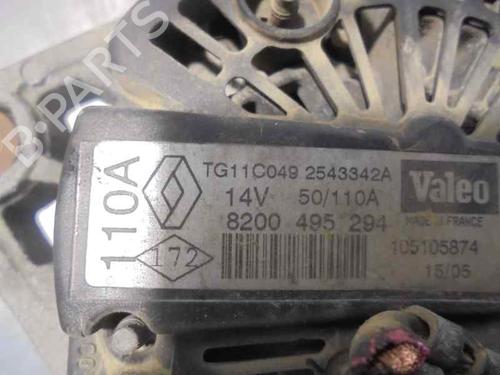 B-PARTS
110A
TG11C049 2543342A
14V 50/110A
8200 495 294
172
Valeo
MADE IN FRANCE
105105874
15/05